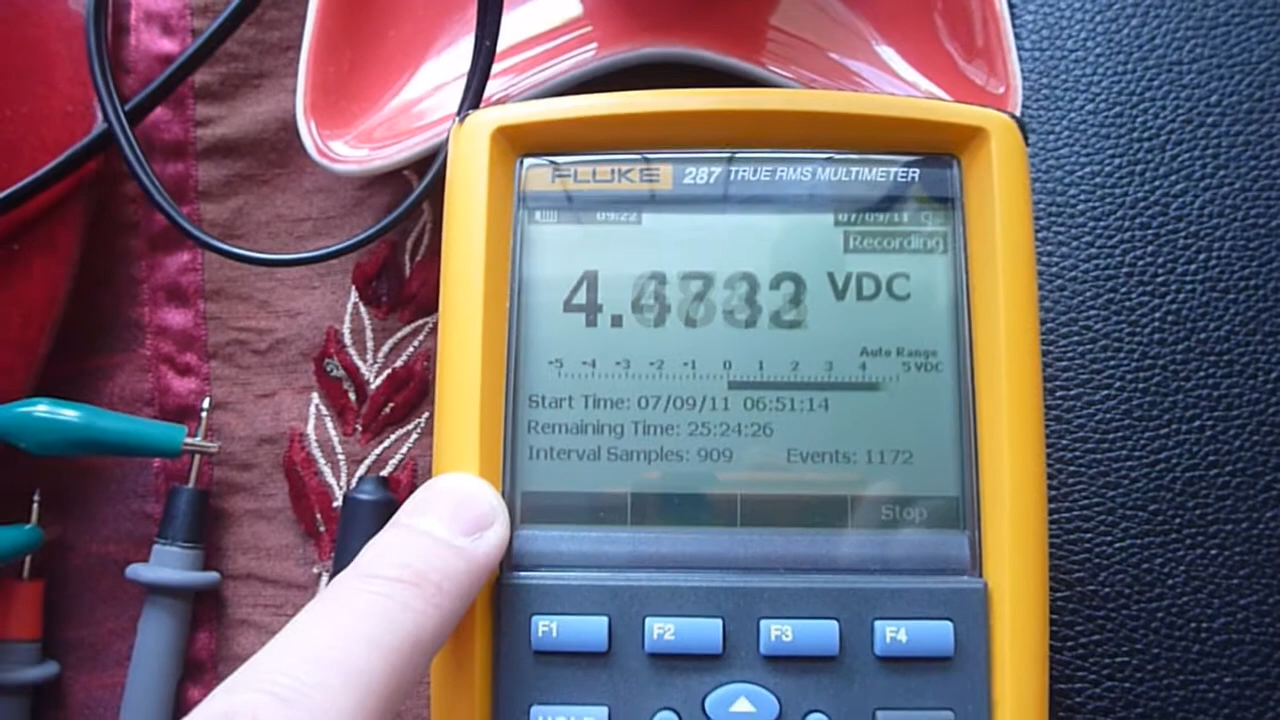 FLUKE 287 TRUE RMS MULTIMETER
09:22 07/09/11
Recording
VDC
Auto Range
-5 -4 -3 -2 -1 0 1 2 3 4 5 VDC
Start Time: 07/09/11 06:51:14
Remaining Time: 25:24:26
Interval Samples: 909 Events: 1172
Stop
F1 F2 F3 F4
HOLD